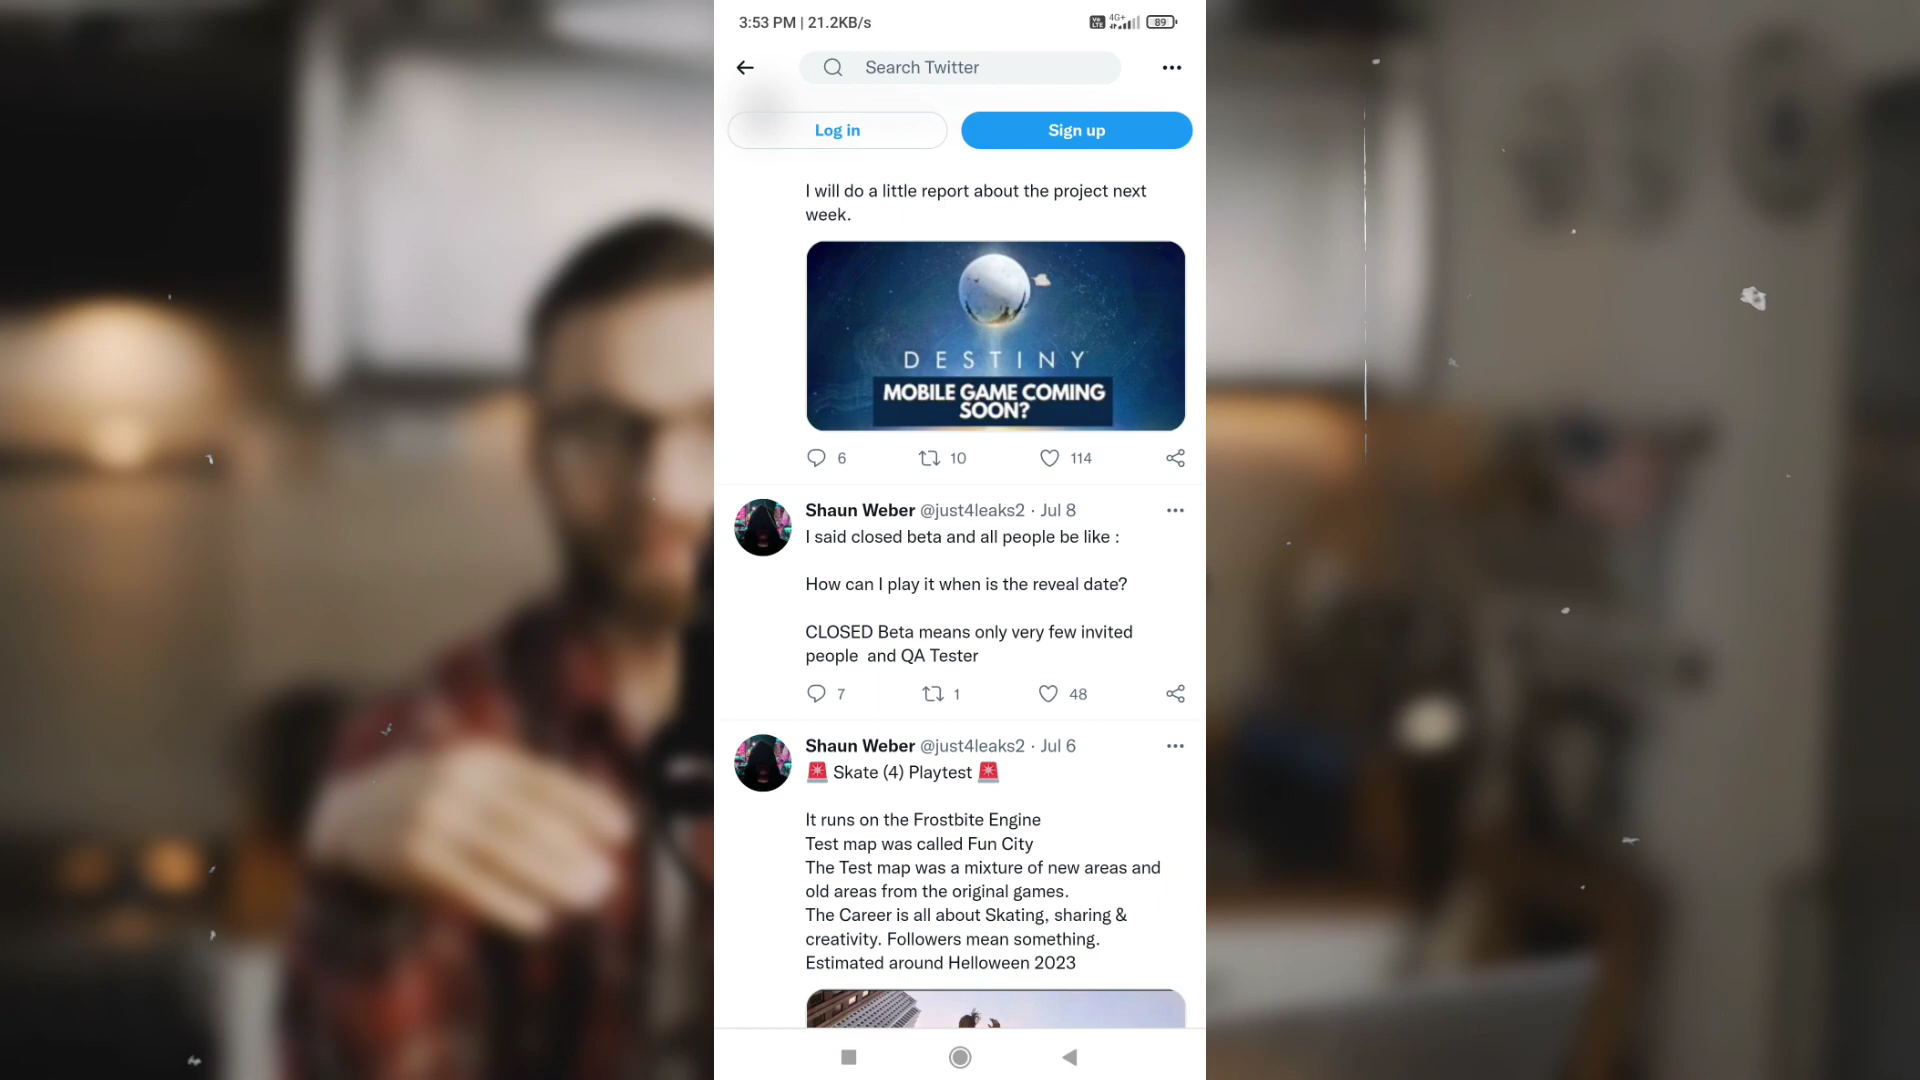 3:53 PM | 21.2KB/s
Vo LTE 4G+ 89
Search Twitter
Log in
Sign up
I will do a little report about the project next
week.
DESTINY
MOBILE GAME COMING
SOON?
6 10 114
Shaun Weber @just4leaks2 · Jul 8
I said closed beta and all people be like :
How can I play it when is the reveal date?
CLOSED Beta means only very few invited
people and QA Tester
7 1 48
Shaun Weber @just4leaks2 · Jul 6
🚨 Skate (4) Playtest 🚨
It runs on the Frostbite Engine
Test map was called Fun City
The Test map was a mixture of new areas and
old areas from the original games.
The Career is all about Skating, sharing &
creativity. Followers mean something.
Estimated around Helloween 2023